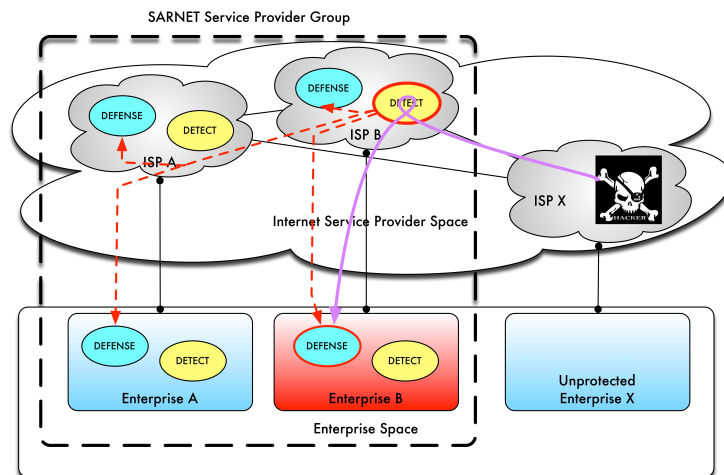 SARNET Service Provider Group
DEFENSE
DETECT
ISP B
DEFENSE
DETECT
ISP A
ISP X
HACKER
Internet Service Provider Space
DEFENSE
DETECT
Enterprise A
DEFENSE
DETECT
Enterprise B
Unprotected
Enterprise X
Enterprise Space